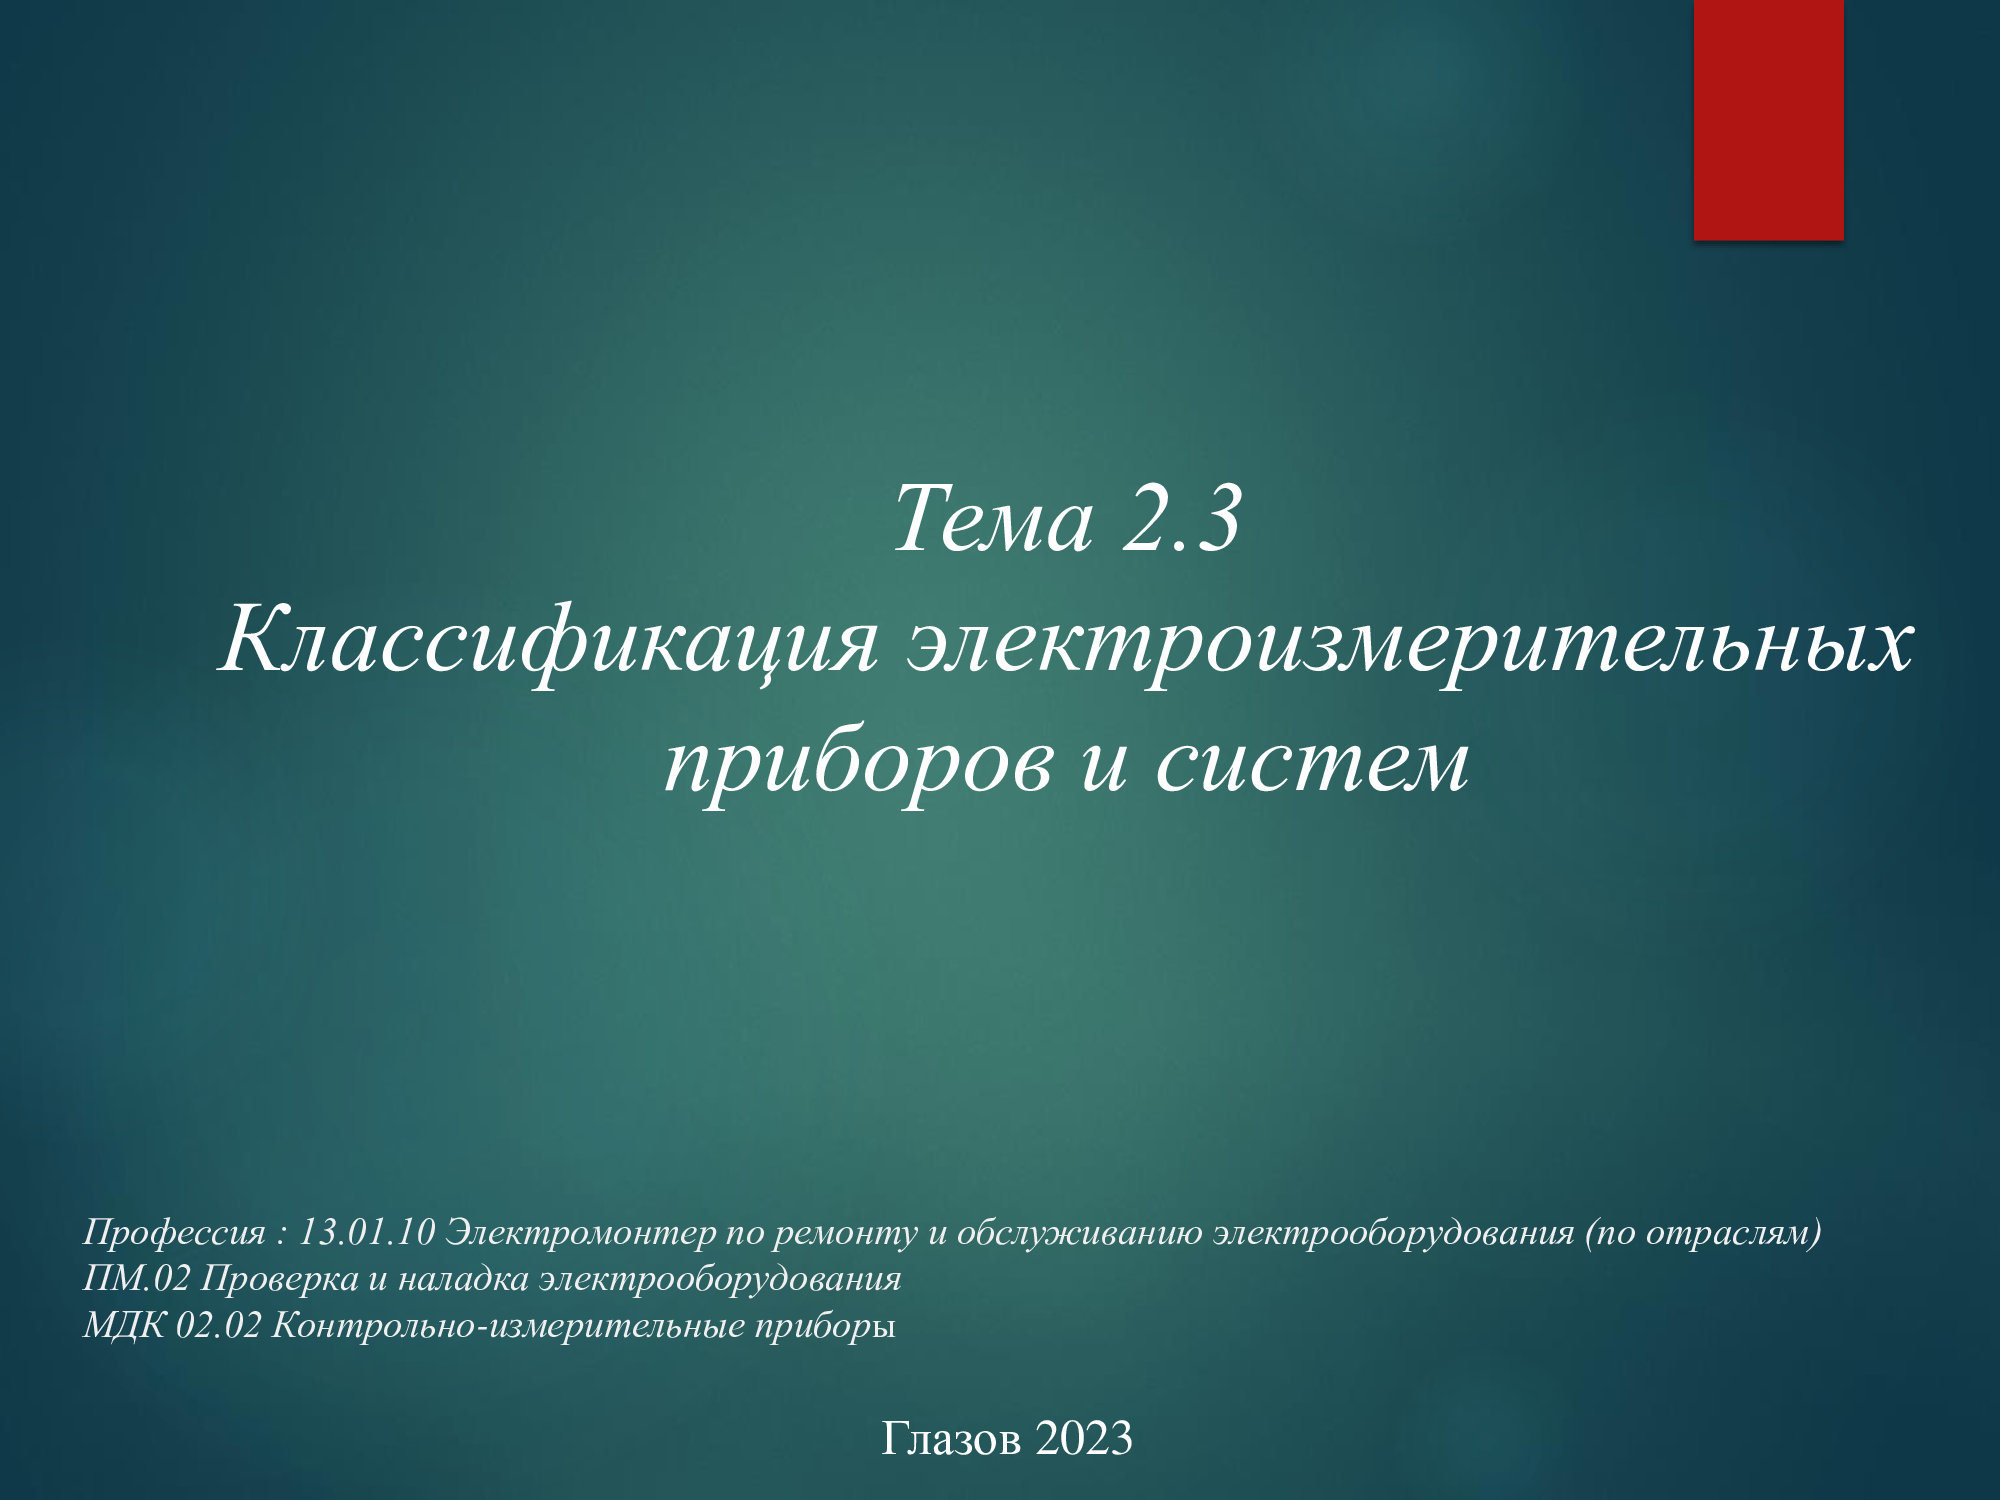 Тема 2.3
Классификация электроизмерительных
приборов и систем
Профессия : 13.01.10 Электромонтер по ремонту и обслуживанию электрооборудования (по отраслям)
ПМ.02 Проверка и наладка электрооборудования
МДК 02.02 Контрольно-измерительные приборы
Глазов 2023